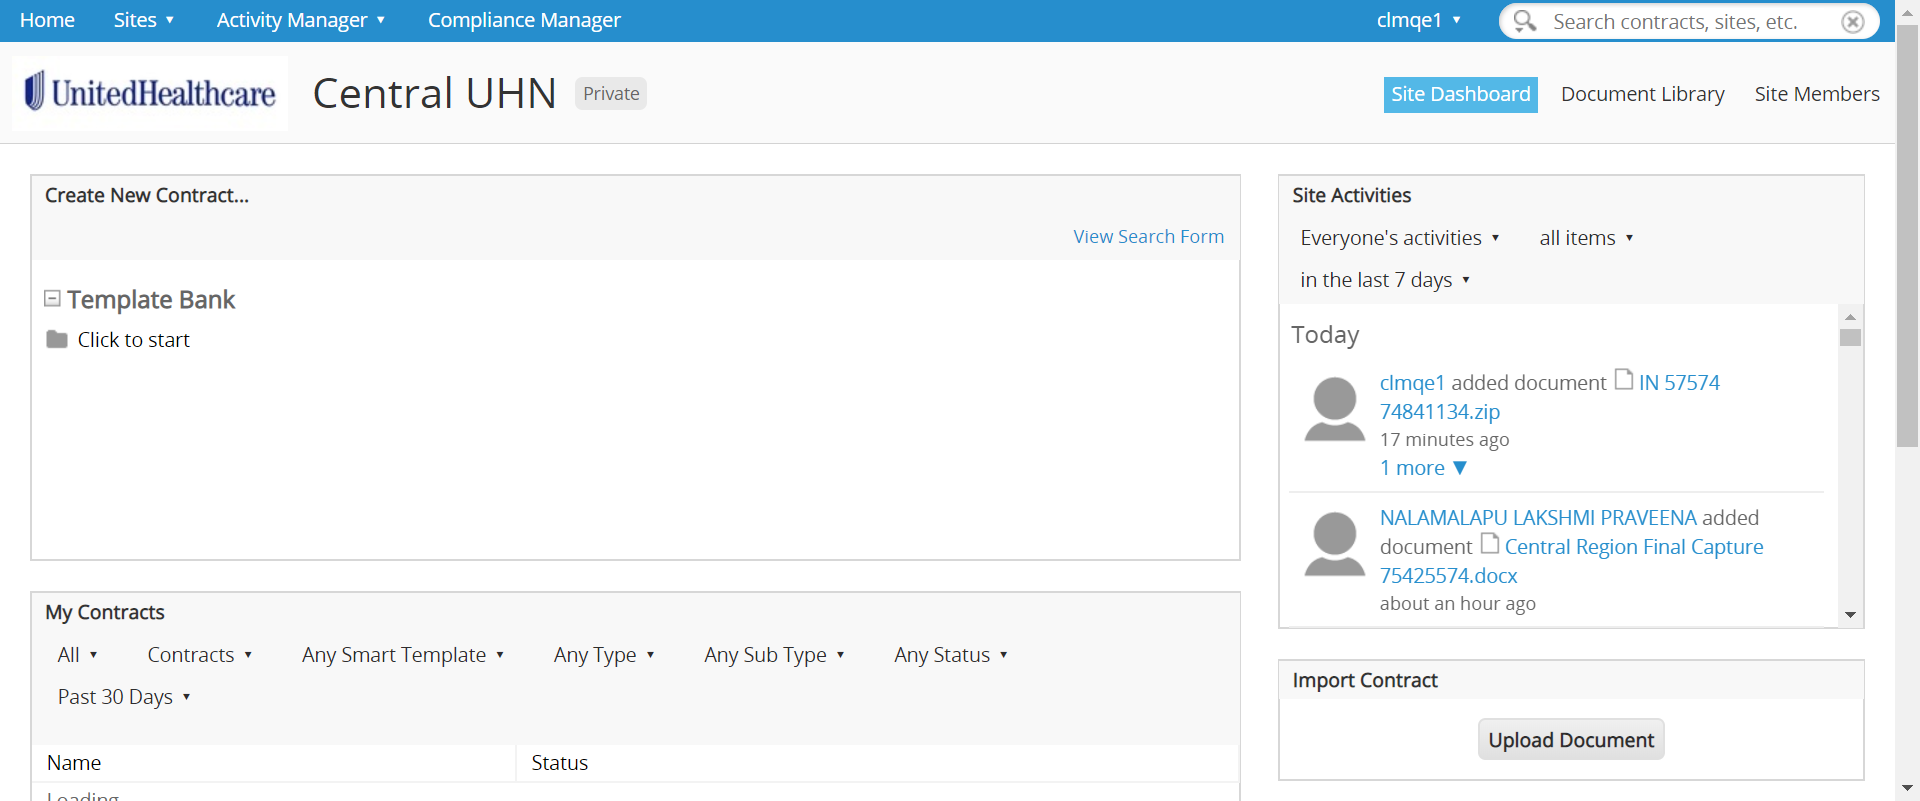 Home Sites Activity Manager Compliance Manager clmqe1 Search contracts, sites, etc.
UnitedHealthcare Central UHN Private Site Dashboard Document Library Site Members
Create New Contract...
View Search Form
Template Bank
Click to start
My Contracts
All Contracts Any Smart Template Any Type Any Sub Type Any Status
Past 30 Days
Name Status
Loading
Site Activities
Everyone's activities all items
in the last 7 days
Today
clmqe1 added document IN 57574
74841134.zip
17 minutes ago
1 more
NALAMALAPU LAKSHMI PRAVEENA added
document Central Region Final Capture
75425574.docx
about an hour ago
Import Contract
Upload Document